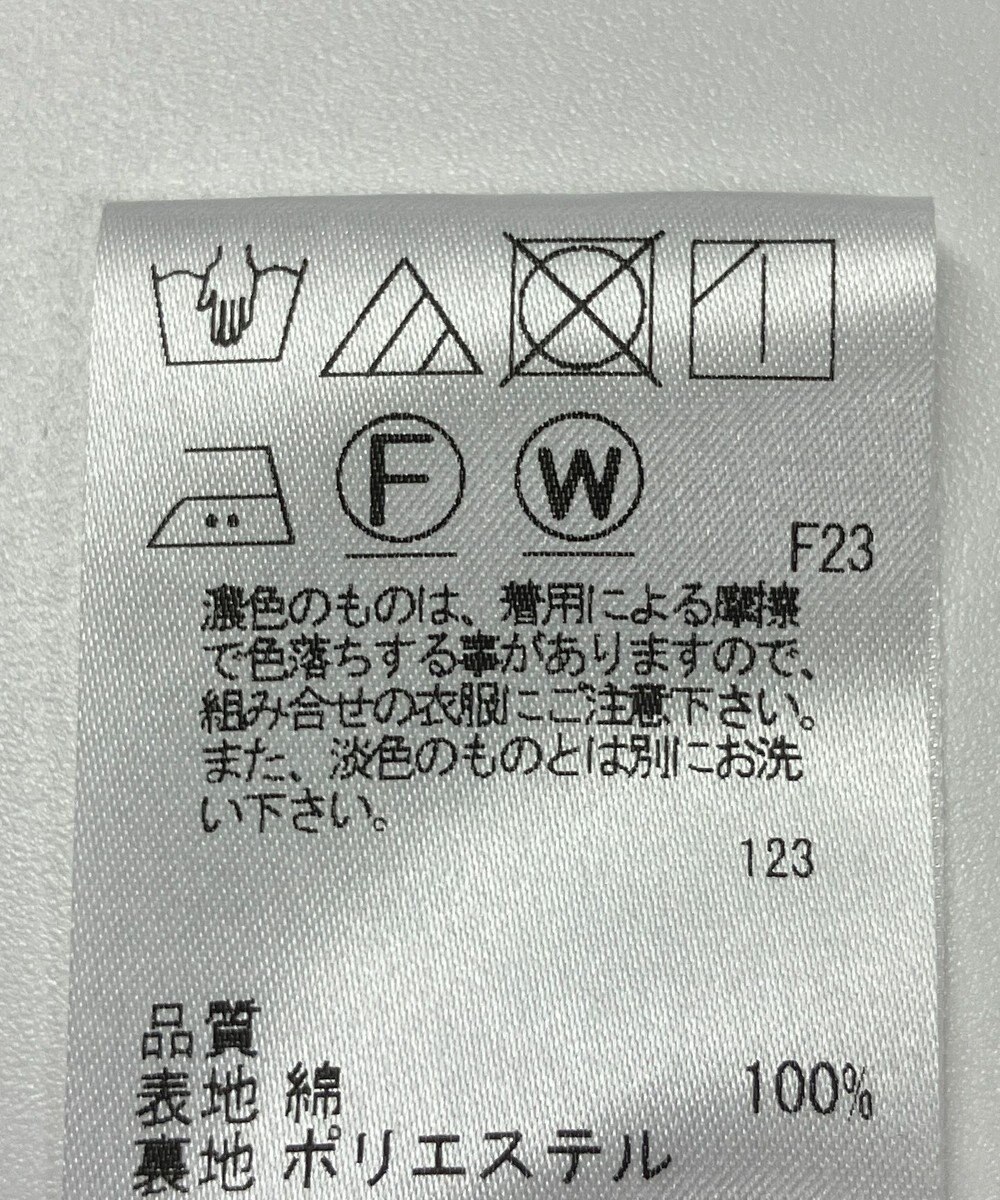 F W
F23
濃色のものは、着用による摩擦
で色落ちする事がありますので、
組み合せの衣服にご注意下さい。
また、淡色のものとは別にお洗
い下さい。
123
品質
表地 綿 100%
裏地 ポリエステル